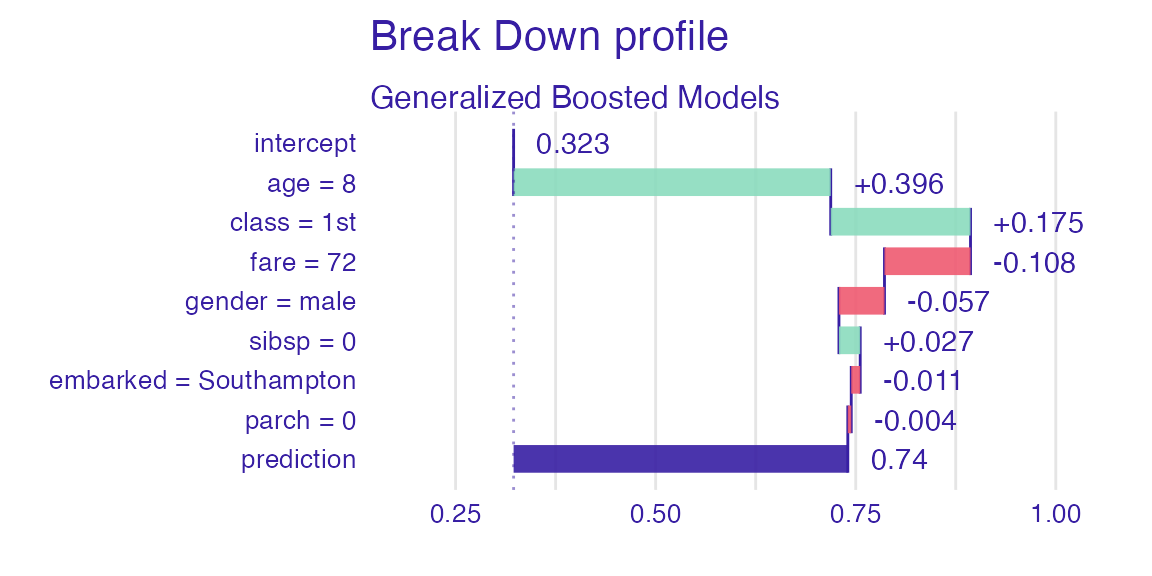 Break Down profile
Generalized Boosted Models
intercept 0.323
age = 8 +0.396
class = 1st +0.175
fare = 72 -0.108
gender = male -0.057
sibsp = 0 +0.027
embarked = Southampton -0.011
parch = 0 -0.004
prediction 0.74
0.25 0.50 0.75 1.00